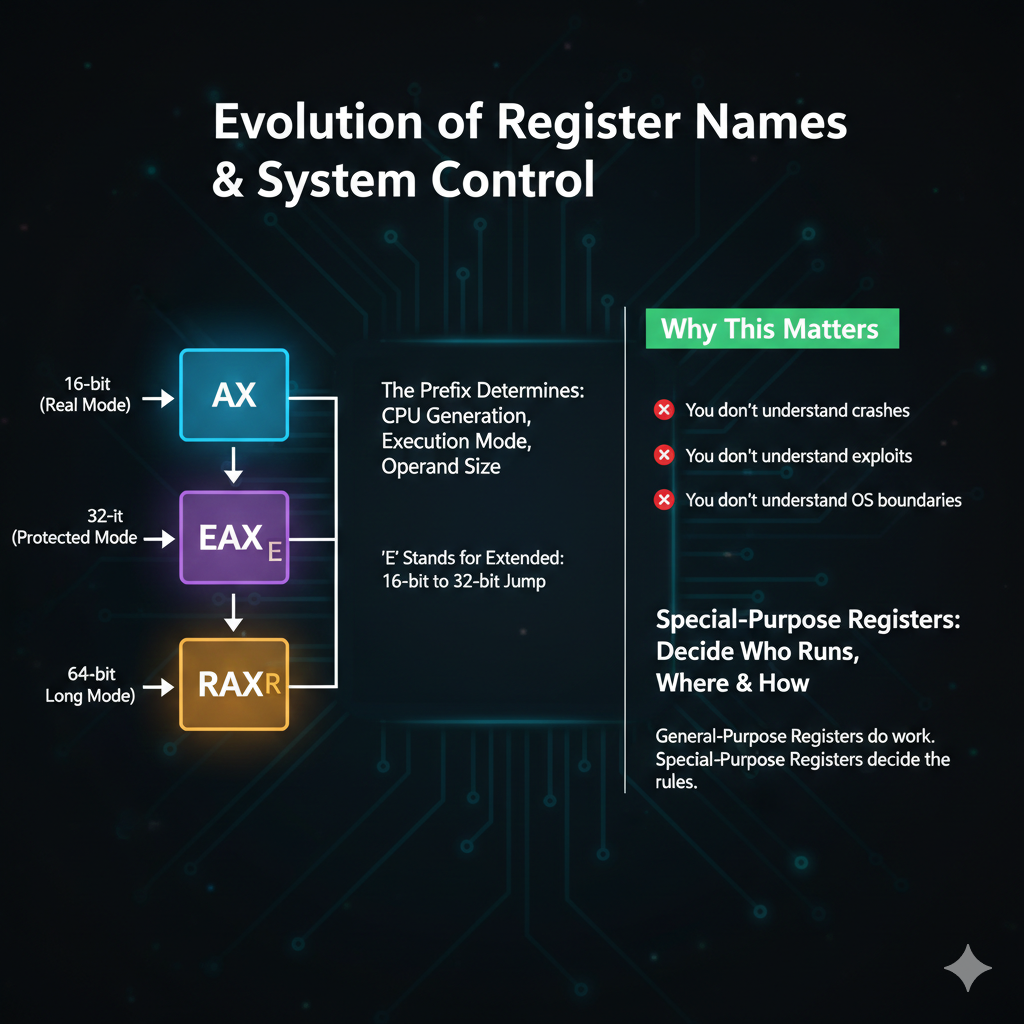 Evolution of Register Names
& System Control
16-bit
(Real Mode)
AX
32-it
(Protected Mode
EAX
E
64-bit
Long Mode)
RAX
R
The Prefix Determines:
CPU Generation,
Execution Mode,
Operand Size
'E' Stands for Extended:
16-bit to 32-bit Jump
Why This Matters
You don't understand crashes
You don't understand exploits
You don't understand OS boundaries
Special-Purpose Registers:
Decide Who Runs,
Where & How
General-Purpose Registers do work.
Special-Purpose Registers decide the
rules.